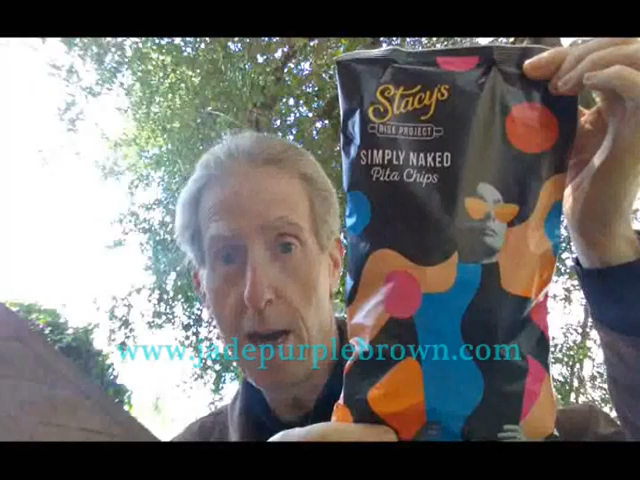 Stacy's
RISE PROJECT
SIMPLY NAKED
Pita Chips
www.jadepurplebrown.com